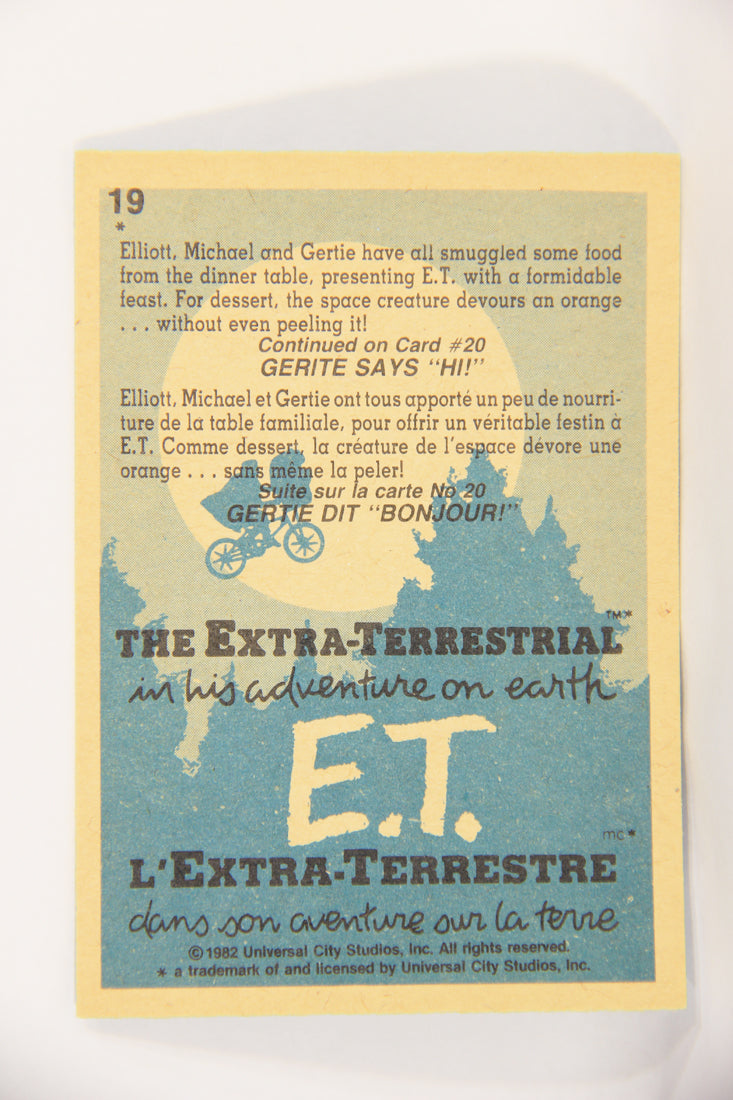 19
*
Elliott, Michael and Gertie have all smuggled some food
from the dinner table, presenting E.T. with a formidable
feast. For dessert, the space creature devours an orange
. . . without even peeling it!
Continued on Card #20
GERITE SAYS "HI!"
Elliott, Michael et Gertie ont tous apporté un peu de nourri-
ture de la table familiale, pour offrir un véritable festin à
E.T. Comme dessert, la créature de l'espace dévore une
orange . . . sans même la peler!
Suite sur la carte No 20
GERTIE DIT "BONJOUR!"
THE EXTRA-TERRESTRIAL™*
in his adventure on earth
E.T.
mc*
L'EXTRA-TERRESTRE
dans son aventure sur la terre
©1982 Universal City Studios, Inc. All rights reserved.
* a trademark of and licensed by Universal City Studios, Inc.